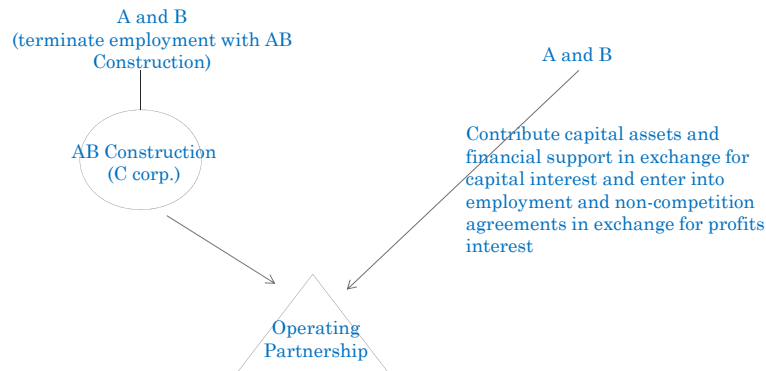 A and B
(terminate employment with AB
Construction)
A and B
AB Construction
(C corp.)
Contribute capital assets and
financial support in exchange for
capital interest and enter into
employment and non-competition
agreements in exchange for profits
interest
Operating
Partnership